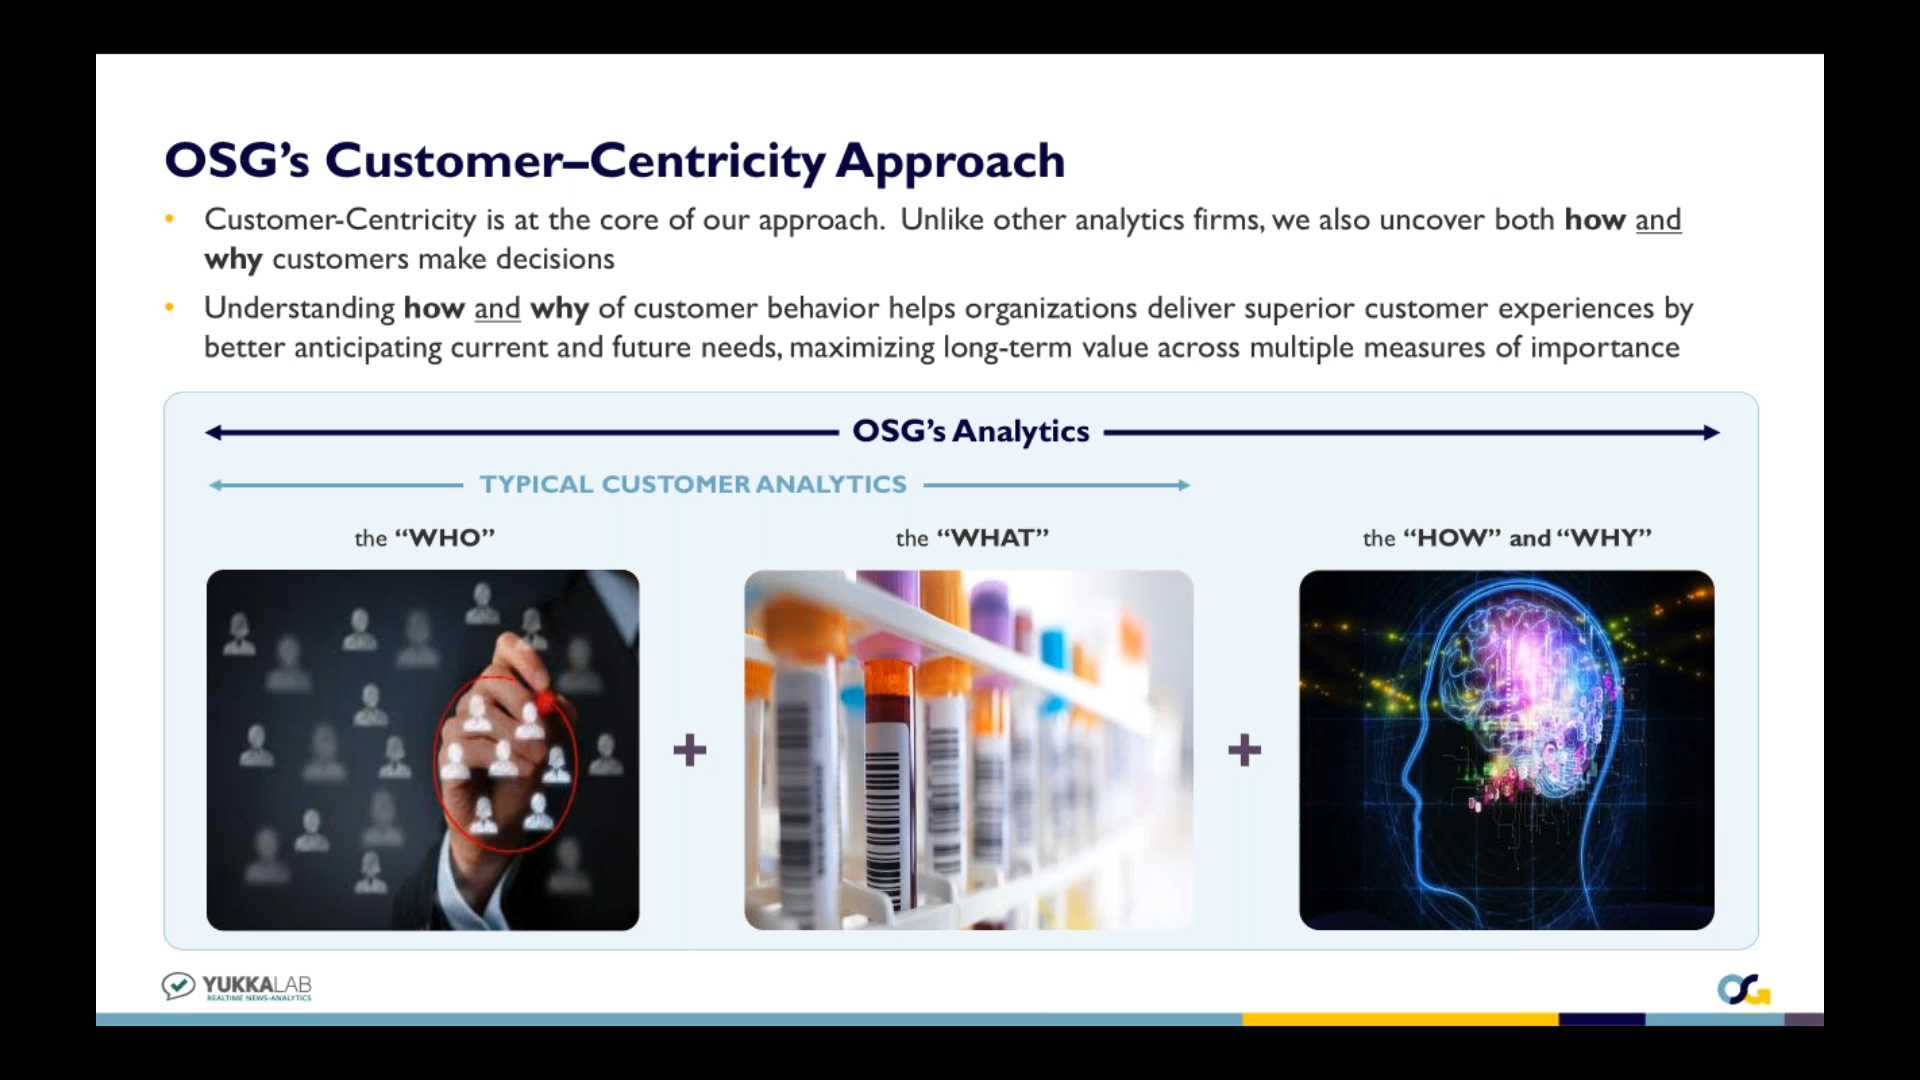 OSG’s Customer–Centricity Approach
• Customer-Centricity is at the core of our approach.  Unlike other analytics firms, we also uncover both how and
why customers make decisions
• Understanding how and why of customer behavior helps organizations deliver superior customer experiences by
better anticipating current and future needs, maximizing long-term value across multiple measures of importance
OSG’s Analytics
TYPICAL CUSTOMER ANALYTICS
the “WHO”
the “WHAT”
the “HOW” and “WHY”
+
+
YUKKALAB
REALTIME NEWS-ANALYTICS
OSG